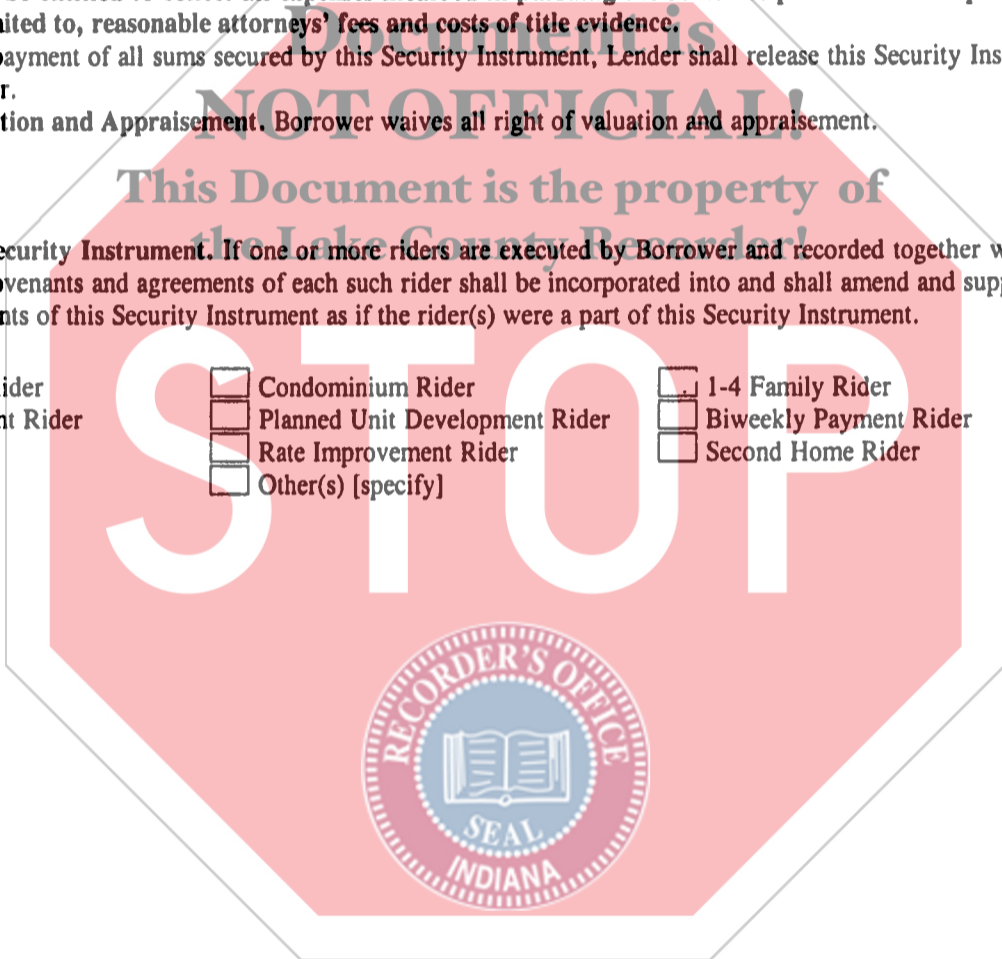 Document is
ited to, reasonable attorneys' fees and costs of title evidence.
ayment of all sums secured by this Security Instrument, Lender shall release this Security Ins
r.
NOT OFFICIAL!
tion and Appraisement. Borrower waives all right of valuation and appraisement.
This Document is the property of
the Lake County Recorder!
ecurity Instrument. If one or more riders are executed by Borrower and recorded together w
venants and agreements of each such rider shall be incorporated into and shall amend and sup
nts of this Security Instrument as if the rider(s) were a part of this Security Instrument.
STOP
ider Condominium Rider 1-4 Family Rider
nt Rider Planned Unit Development Rider Biweekly Payment Rider
Rate Improvement Rider Second Home Rider
Other(s) [specify]
RECORDER'S OFFICE
SEAL
INDIANA